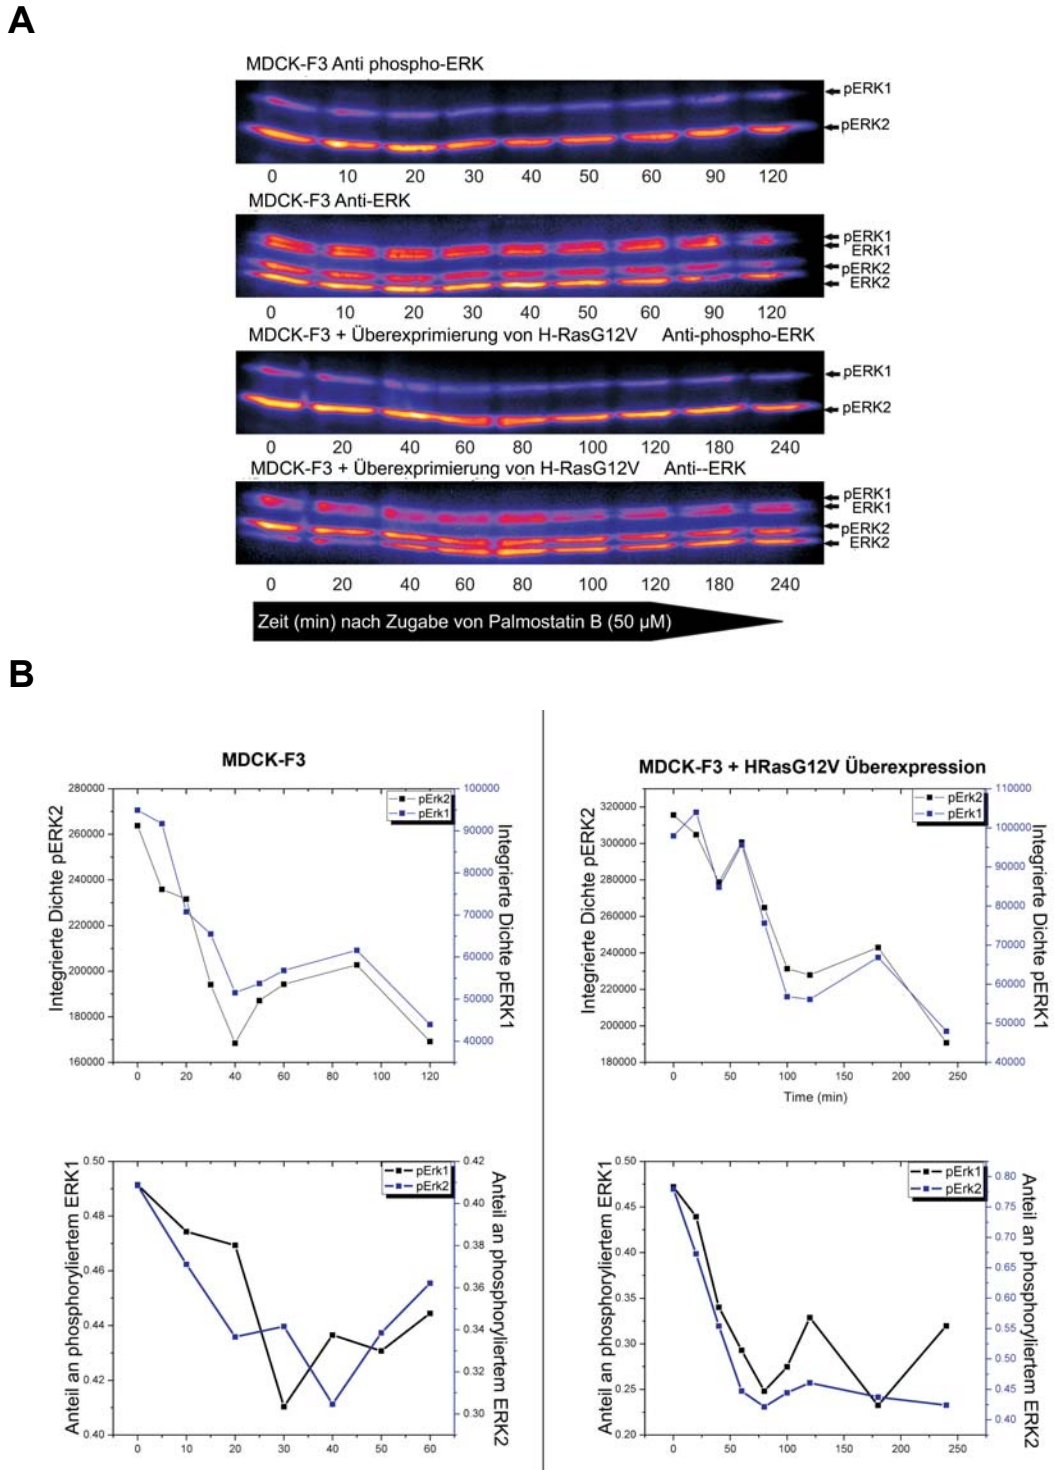 A
MDCK-F3 Anti phospho-ERK
pERK1
pERK2
0 10 20 30 40 50 60 90 120
MDCK-F3 Anti-ERK
pERK1
ERK1
pERK2
ERK2
0 10 20 30 40 50 60 90 120
MDCK-F3 + Überexprimierung von H-RasG12V Anti-phospho-ERK
pERK1
pERK2
0 20 40 60 80 100 120 180 240
MDCK-F3 + Überexprimierung von H-RasG12V Anti--ERK
pERK1
ERK1
pERK2
ERK2
0 20 40 60 80 100 120 180 240
Zeit (min) nach Zugabe von Palmostatin B (50 µM)
B
MDCK-F3
Integrierte Dichte pERK2
280000
260000
240000
220000
200000
180000
160000
pErk2
pErk1
100000
90000
80000
70000
60000
50000
40000
Integrierte Dichte pERK1
0 20 40 60 80 100 120
MDCK-F3 + HRasG12V Überexpression
Integrierte Dichte pERK2
320000
300000
280000
260000
240000
220000
200000
180000
pErk2
pErk1
110000
100000
90000
80000
70000
60000
50000
40000
Integrierte Dichte pERK1
0 50 100 150 200 250
Time (min)
Anteil an phosphoryliertem ERK1
0.50
0.48
0.46
0.44
0.42
0.40
pErk1
pErk2
0.42
0.40
0.38
0.36
0.34
0.32
0.30
Anteil an phosphoryliertem ERK2
0 10 20 30 40 50 60
Anteil an phosphoryliertem ERK1
0.50
0.45
0.40
0.35
0.30
0.25
0.20
pErk1
pErk2
0.80
0.75
0.70
0.65
0.60
0.55
0.50
0.45
0.40
Anteil an phosphoryliertem ERK2
0 50 100 150 200 250